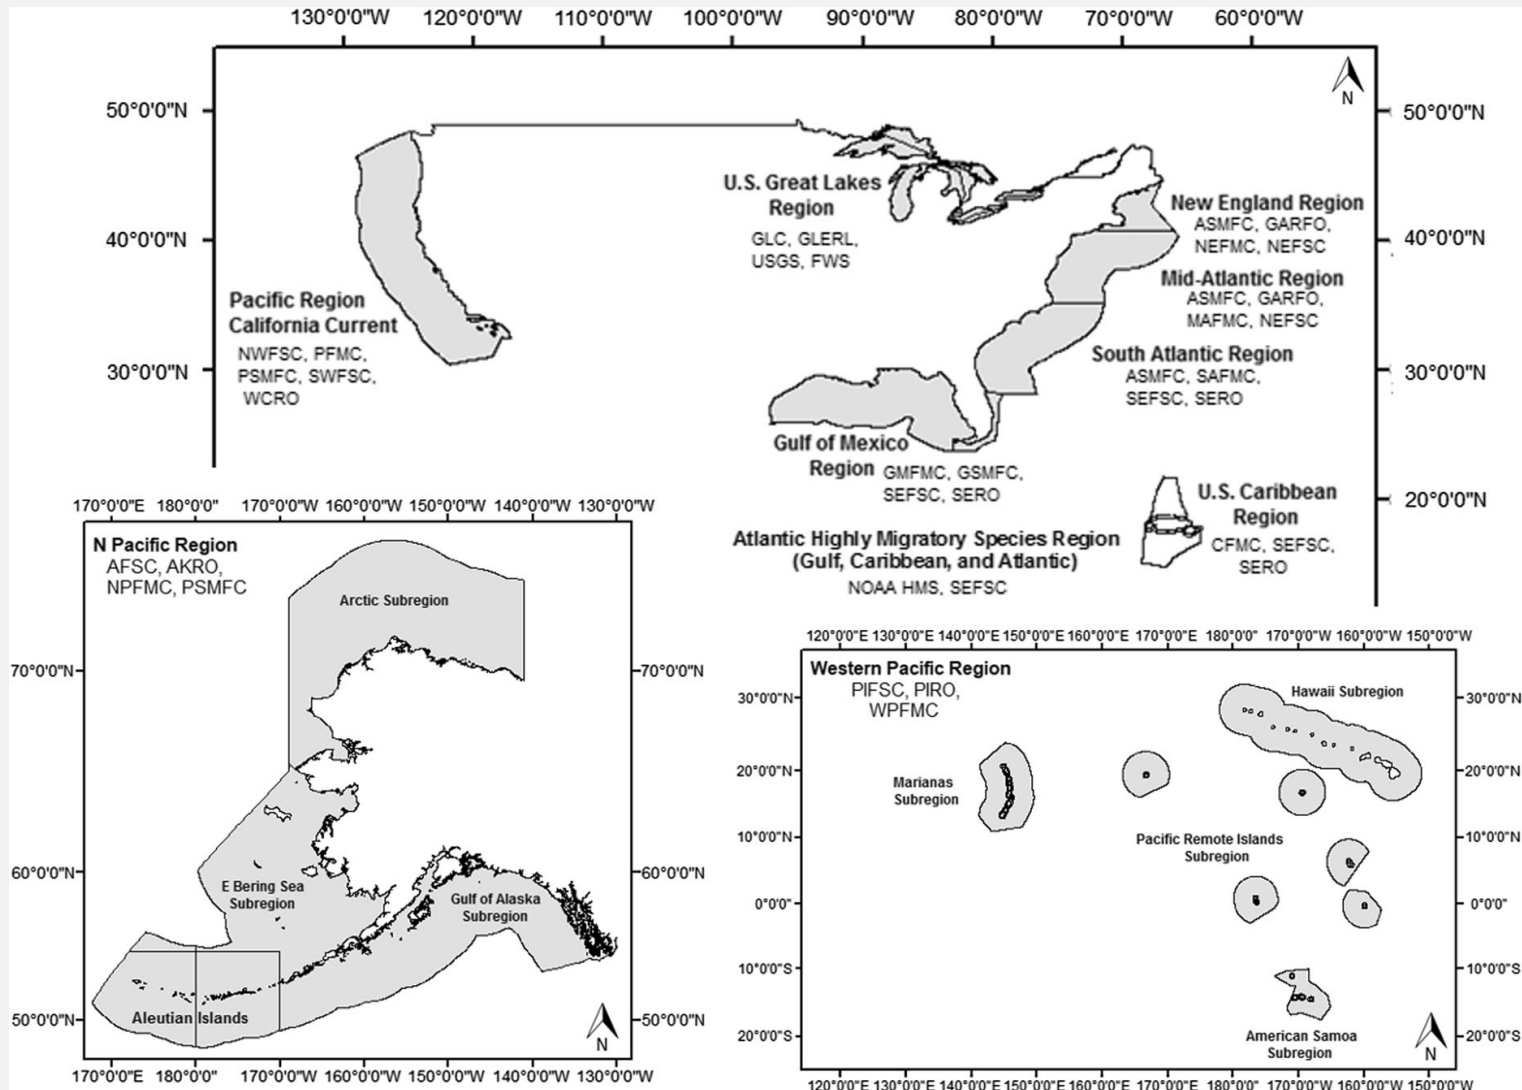 130°0'0"W 120°0'0"W 110°0'0"W 100°0'0"W 90°0'0"W 80°0'0"W 70°0'0"W 60°0'0"W
N
50°0'0"N
50°0'0"N
40°0'0"N
40°0'0"N
30°0'0"N
30°0'0"N
20°0'0"N
Pacific Region
California Current
NWFSC, PFMC,
PSMFC, SWFSC,
WCRO
U.S. Great Lakes
Region
GLC, GLERL,
USGS, FWS
New England Region
ASMFC, GARFO,
NEFMC, NEFSC
Mid-Atlantic Region
ASMFC, GARFO,
MAFMC, NEFSC
South Atlantic Region
ASMFC, SAFMC,
SEFSC, SERO
Gulf of Mexico
Region
GMFMC, GSMFC,
SEFSC, SERO
U.S. Caribbean
Region
CFMC, SEFSC,
SERO
Atlantic Highly Migratory Species Region
(Gulf, Caribbean, and Atlantic)
NOAA HMS, SEFSC
170°0'0"E 180°0'0" 170°0'0"W 160°0'0"W 150°0'0"W 140°0'0"W 130°0'0"W
N Pacific Region
AFSC, AKRO,
NPFMC, PSMFC
Arctic Subregion
70°0'0"N
70°0'0"N
60°0'0"N
60°0'0"N
E Bering Sea
Subregion
Gulf of Alaska
Subregion
Aleutian Islands
50°0'0"N
50°0'0"N
N
170°0'0"E 180°0'0" 170°0'0"W 160°0'0"W 150°0'0"W 140°0'0"W 130°0'0"W
120°0'0"E 130°0'0"E 140°0'0"E 150°0'0"E 160°0'0"E 170°0'0"E 180°0'0" 170°0'0"W 160°0'0"W 150°0'0"W
Western Pacific Region
PIFSC, PIRO,
WPFMC
Hawaii Subregion
30°0'0"N
30°0'0"N
20°0'0"N
20°0'0"N
Marianas
Subregion
10°0'0"N
10°0'0"N
Pacific Remote Islands
Subregion
0°0'0"
0°0'0"
10°0'0"S
10°0'0"S
20°0'0"S
20°0'0"S
American Samoa
Subregion
N
120°0'0"E 130°0'0"E 140°0'0"E 150°0'0"E 160°0'0"E 170°0'0"E 180°0'0" 170°0'0"W 160°0'0"W 150°0'0"W